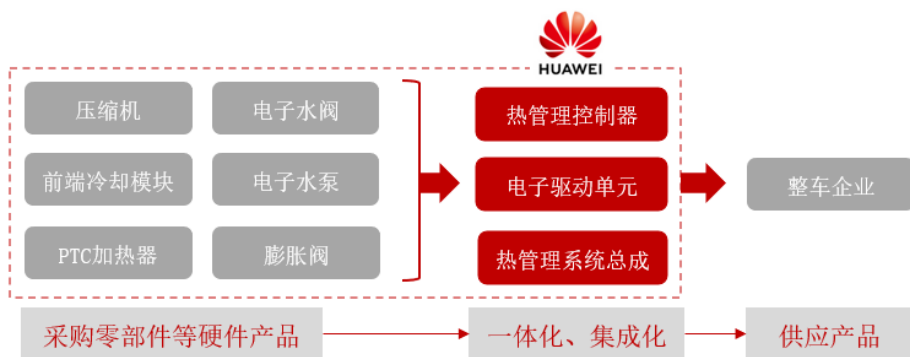 HUAWEI
压缩机
电子水阀
热管理控制器
前端冷却模块
电子水泵
电子驱动单元
整车企业
PTC加热器
膨胀阀
热管理系统总成
采购零部件等硬件产品
一体化、集成化
供应产品